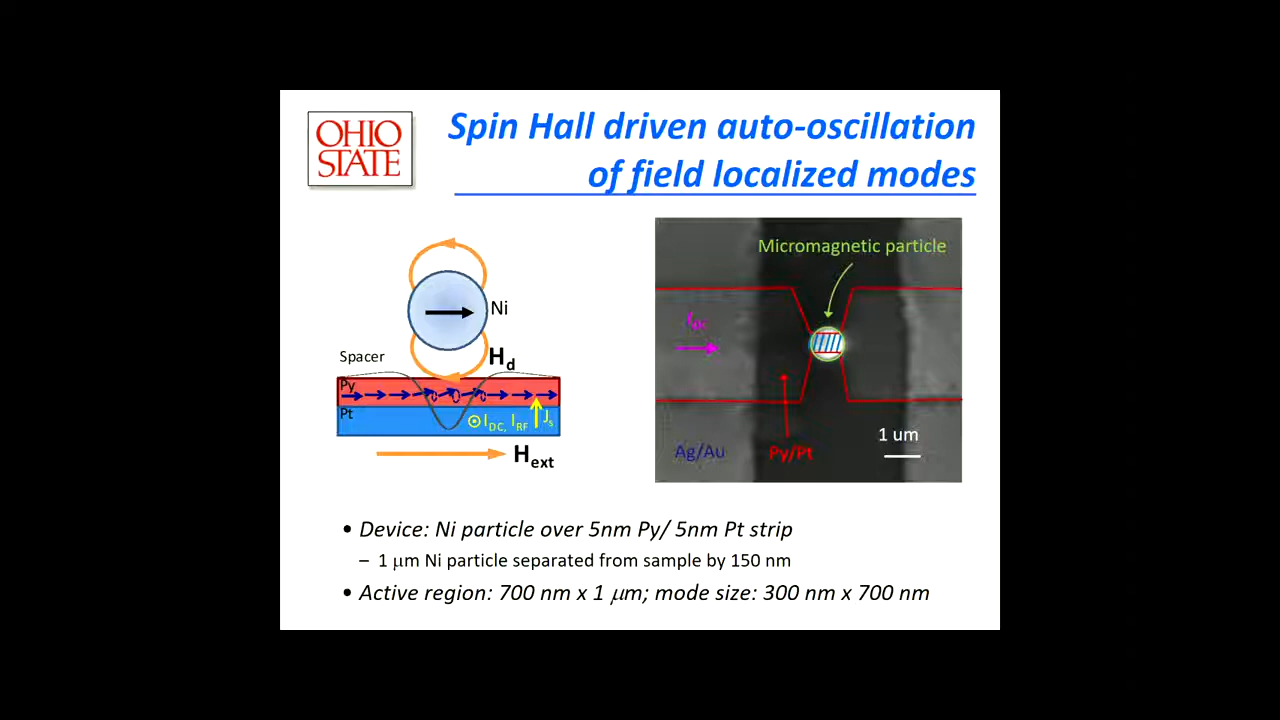 OHIO
STATE
Spin Hall driven auto-oscillation
of field localized modes
Ni
Spacer
Hd
Py
Pt
IDC, IRF
Js
Hext
Micromagnetic particle
IDC
Ag/Au
Py/Pt
1 um
• Device: Ni particle over 5nm Py/ 5nm Pt strip
– 1 μm Ni particle separated from sample by 150 nm
• Active region: 700 nm x 1 μm; mode size: 300 nm x 700 nm